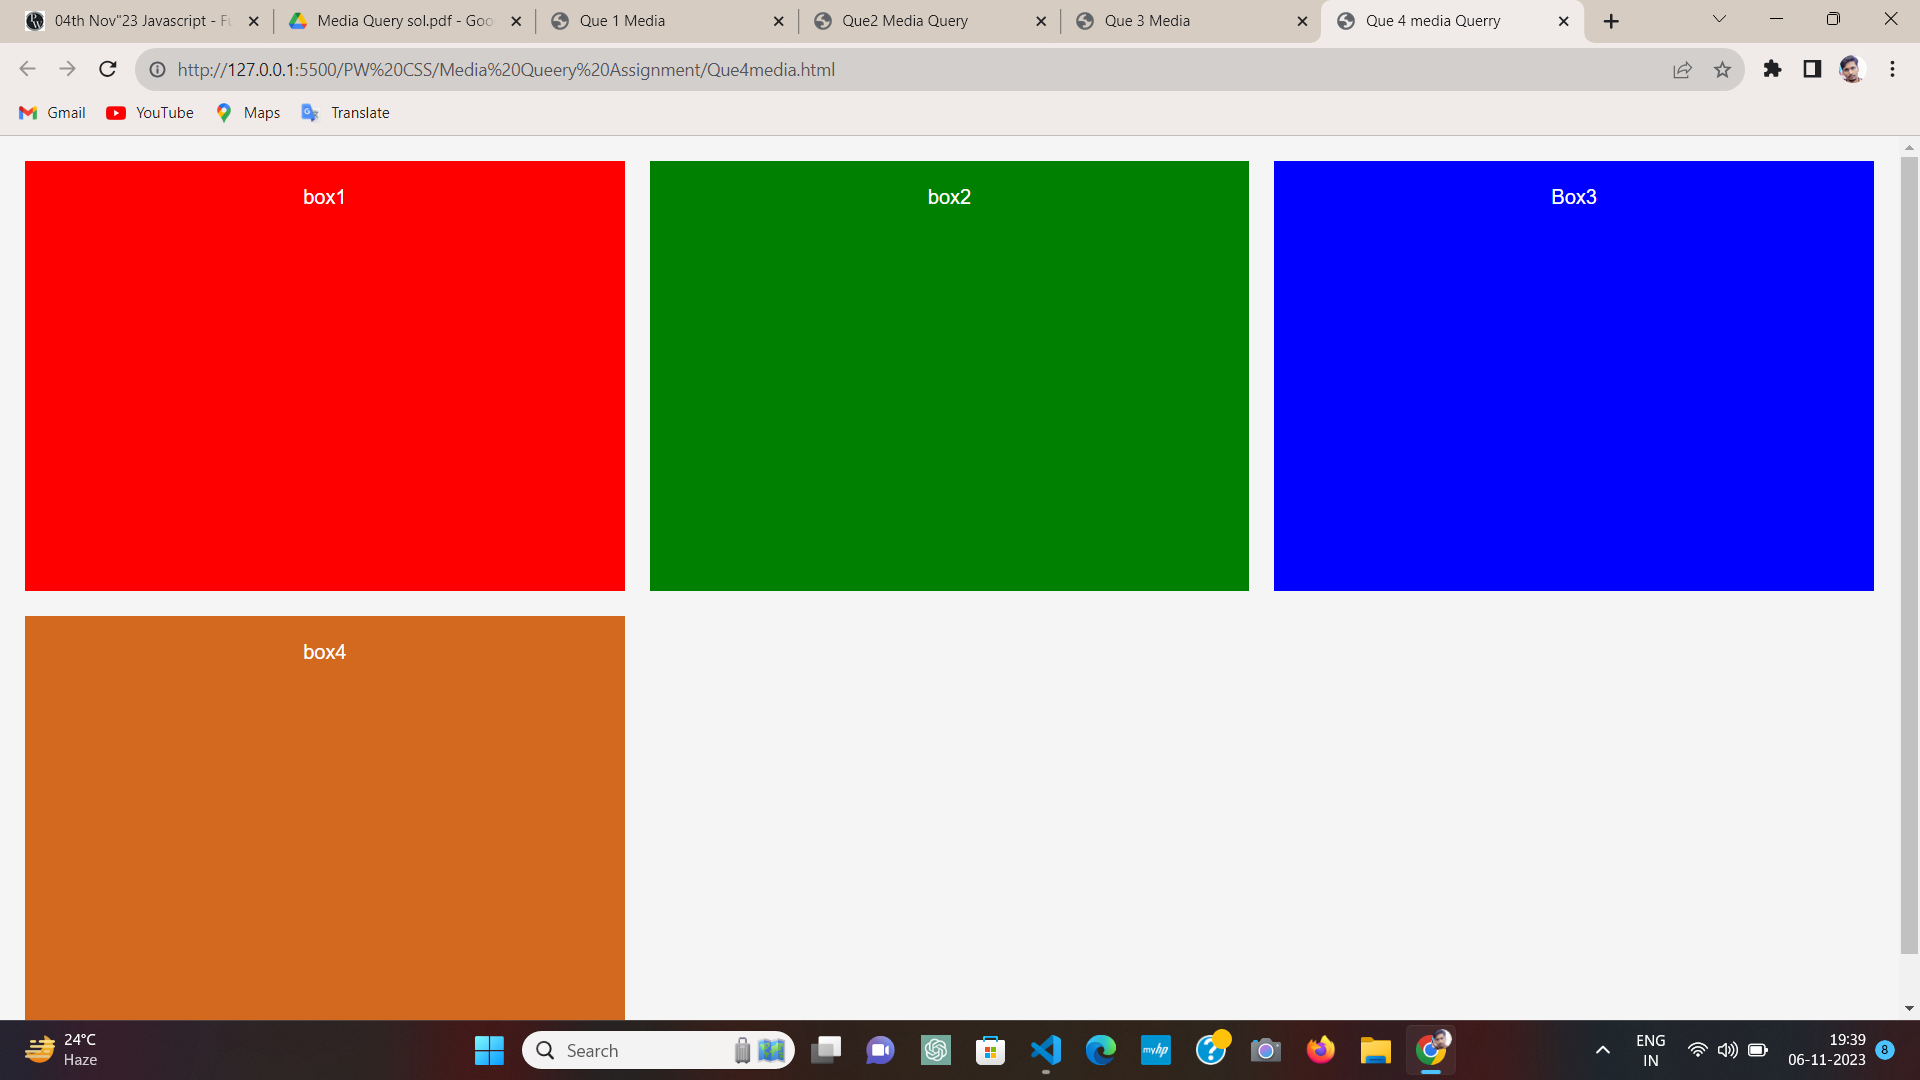 04th Nov"23 Javascript - Fu
Media Query sol.pdf - Goo
Que 1 Media
Que2 Media Query
Que 3 Media
Que 4 media Querry
http://127.0.0.1:5500/PW%20CSS/Media%20Queery%20Assignment/Que4media.html
Gmail
YouTube
Maps
Translate
box1
box2
Box3
box4
24°C
Haze
Search
myhp
ENG
IN
19:39
06-11-2023
8